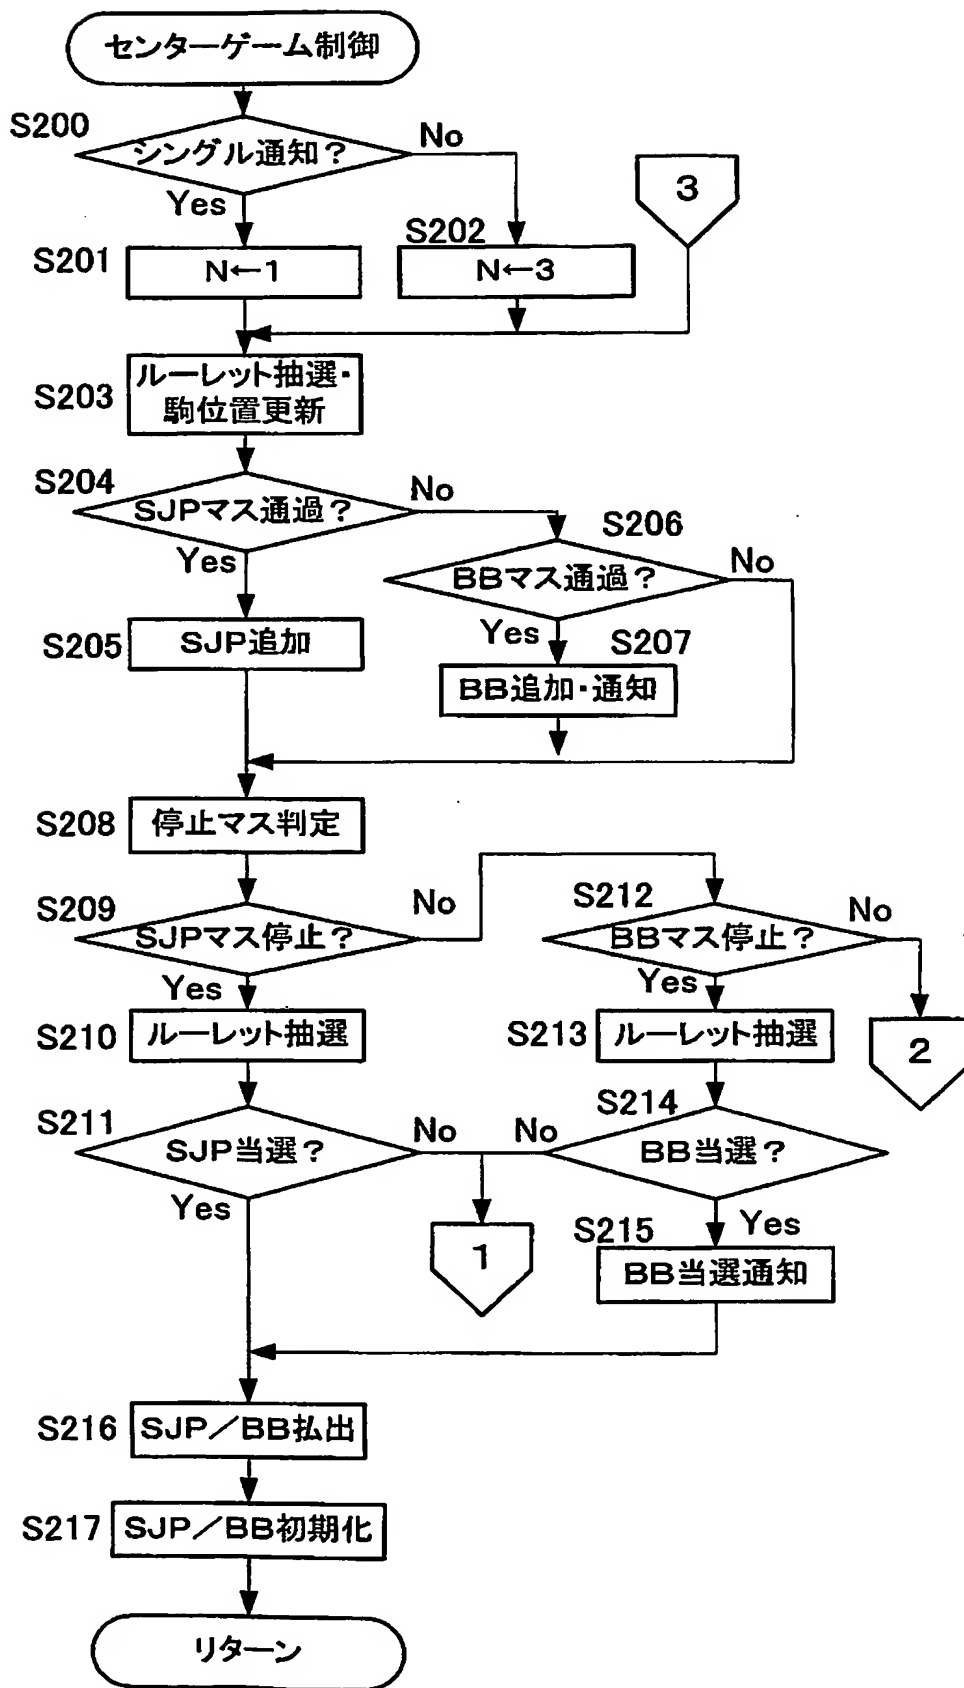 センターゲーム制御
S200
シングル通知？
No
Yes
3
S201
N←1
S202
N←3
S203
ルーレット抽選・
駒位置更新
S204
SJPマス通過？
No
Yes
S206
BBマス通過？
No
Yes
S205
SJP追加
S207
BB追加・通知
S208
停止マス判定
S209
SJPマス停止？
No
Yes
S212
BBマス停止？
No
Yes
S210
ルーレット抽選
S213
ルーレット抽選
2
S211
SJP当選？
No
Yes
S214
No
BB当選？
Yes
1
S215
BB当選通知
S216
SJP／BB払出
S217
SJP／BB初期化
リターン